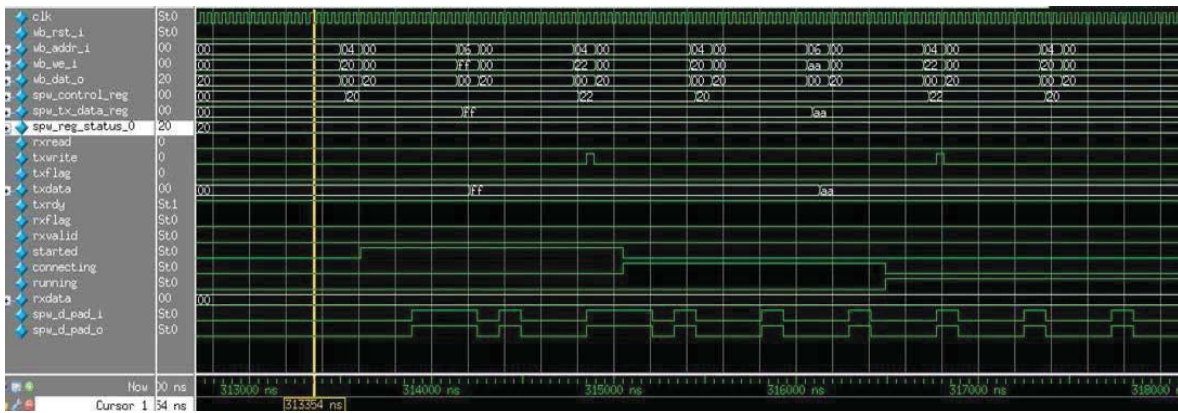 clk St0
wb_rst_i St0
wb_addr_i 00 00 04 00 06 00 04 00 04 00 06 00 04 00 04 00
wb_we_i 00 00 20 00 ff 00 22 00 20 00 aa 00 22 00 20 00
wb_dat_o 20 20 00 20 00 20 00 20 00 20 00 20 00 20 00 20
spw_control_reg 00 00 20 22 20 22 20
spw_tx_data_reg 00 00 ff aa
spw_reg_status_0 20 20
rxread 0
txwrite 0
txflag 0
txdata 00 00 ff aa
txrdy St1
rxflag St0
rxvalid St0
started St0
connecting St0
running St0
rxdata 00 00
spw_d_pad_i St0
spw_d_pad_o St0
Now 00 ns 313000 ns 314000 ns 315000 ns 316000 ns 317000 ns 318000
Cursor 1 54 ns 313354 ns